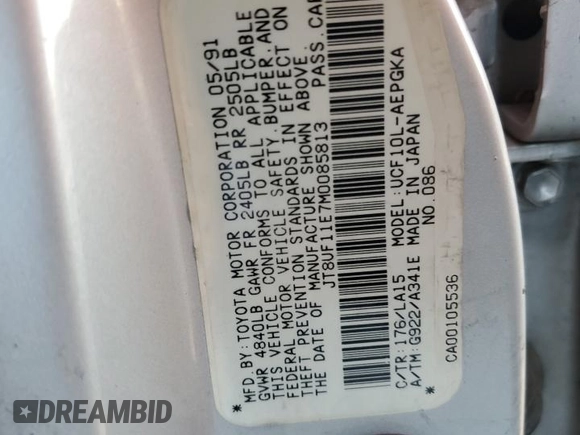 * MFD.BY:TOYOTA MOTOR CORPORATION 05/91
GVWR 4840LB GAWR FR 2405LB RR 2505LB
THIS VEHICLE CONFORMS TO ALL APPLICABLE
FEDERAL MOTOR VEHICLE SAFETY,BUMPER,AND
THEFT PREVENTION STANDARDS IN EFFECT ON
THE DATE OF MANUFACTURE SHOWN ABOVE.
* JT8UF11E7M0085813 PASS.CAR
C/TR:176/LA15 MODEL:UCF10L-AEPGKA
A/TM:G922/A341E MADE IN JAPAN
NO.086
CA00105536
DREAMBID